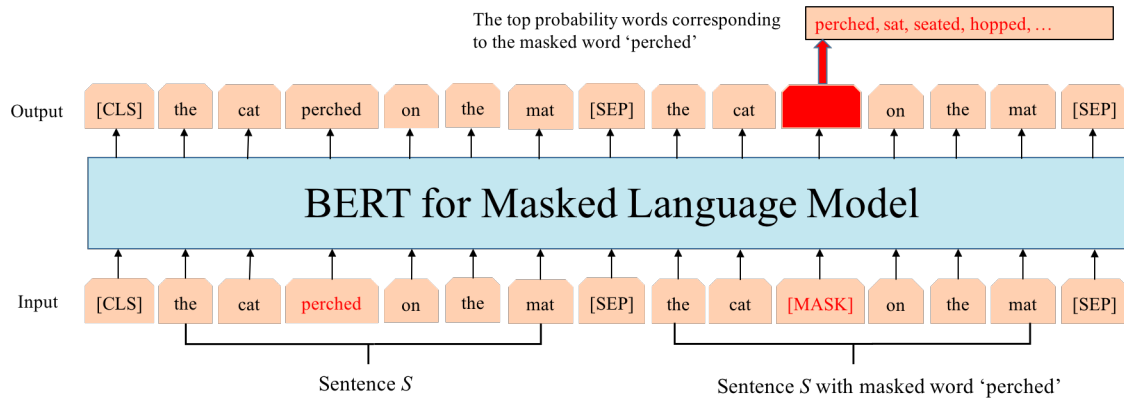 The top probability words corresponding
to the masked word ‘perched’
perched, sat, seated, hopped, …
Output
[CLS] the cat perched on the mat [SEP] the cat on the mat [SEP]
BERT for Masked Language Model
Input
[CLS] the cat perched on the mat [SEP] the cat [MASK] on the mat [SEP]
Sentence S
Sentence S with masked word ‘perched’